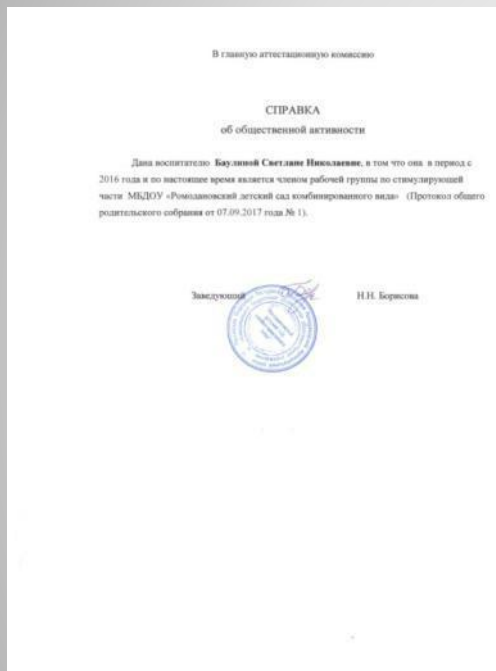 В главную аттестационную комиссию
СПРАВКА
об общественной активности
Дана воспитателю Баулиной Светлане Николаевне, в том что она в период с
2016 года и по настоящее время является членом рабочей группы по стимулирующей
части МБДОУ «Ромодановский детский сад комбинированного вида» (Протокол общего
родительского собрания от 07.09.2017 года № 1).
Заведующий Н.Н. Борисова